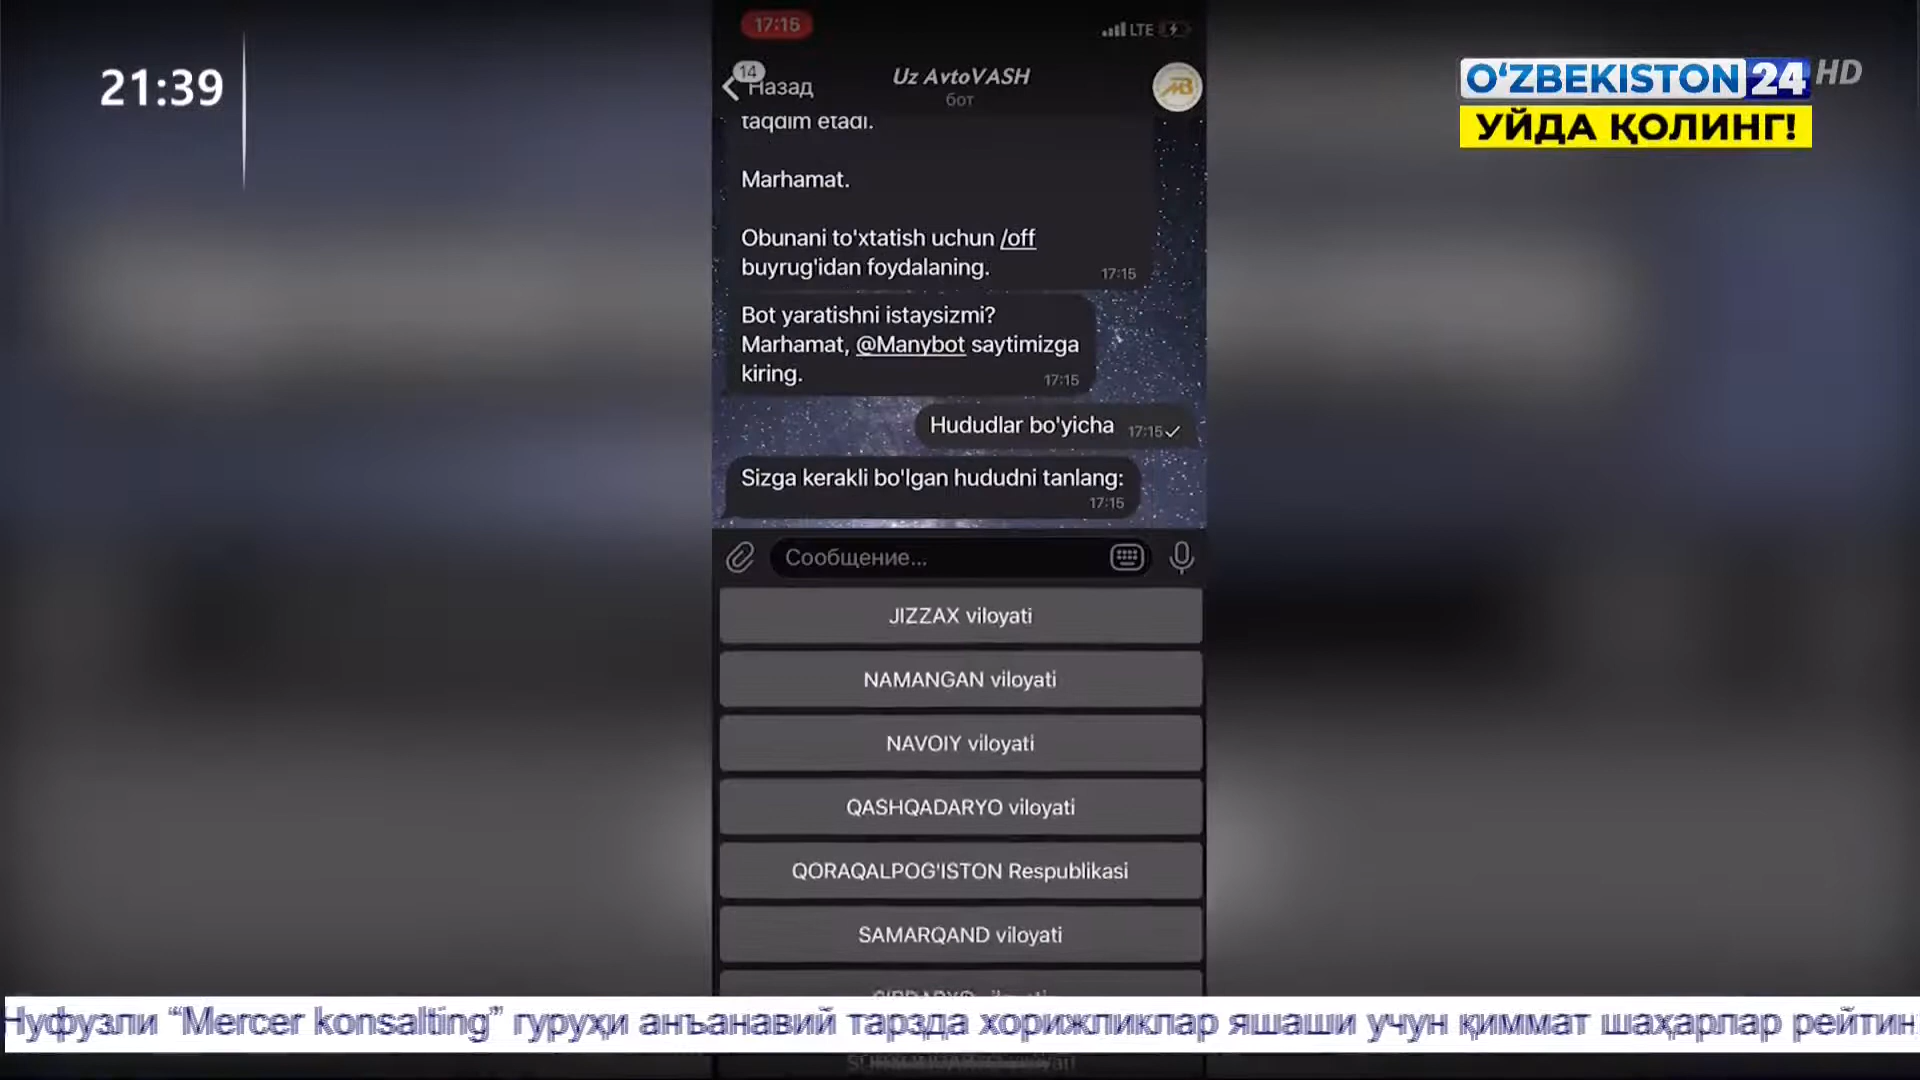 21:39
O‘ZBEKISTON 24 HD
УЙДА ҚОЛИНГ!
17:15
LTE
14
Назад
Uz AvtoVASH
бот
taqdim etadi.
Marhamat.
Obunani to'xtatish uchun /off
buyrug'idan foydalaning.
17:15
Bot yaratishni istaysizmi?
Marhamat, @Manybot saytimizga
kiring.
17:15
Hududlar bo'yicha
17:15
Sizga kerakli bo'lgan hududni tanlang:
17:15
Сообщение...
JIZZAX viloyati
NAMANGAN viloyati
NAVOIY viloyati
QASHQADARYO viloyati
QORAQALPOG'ISTON Respublikasi
SAMARQAND viloyati
Нуфузли “Mercer konsalting” гуруҳи анъанавий тарзда хорижликлар яшаши учун қиммат шаҳарлар рейтин